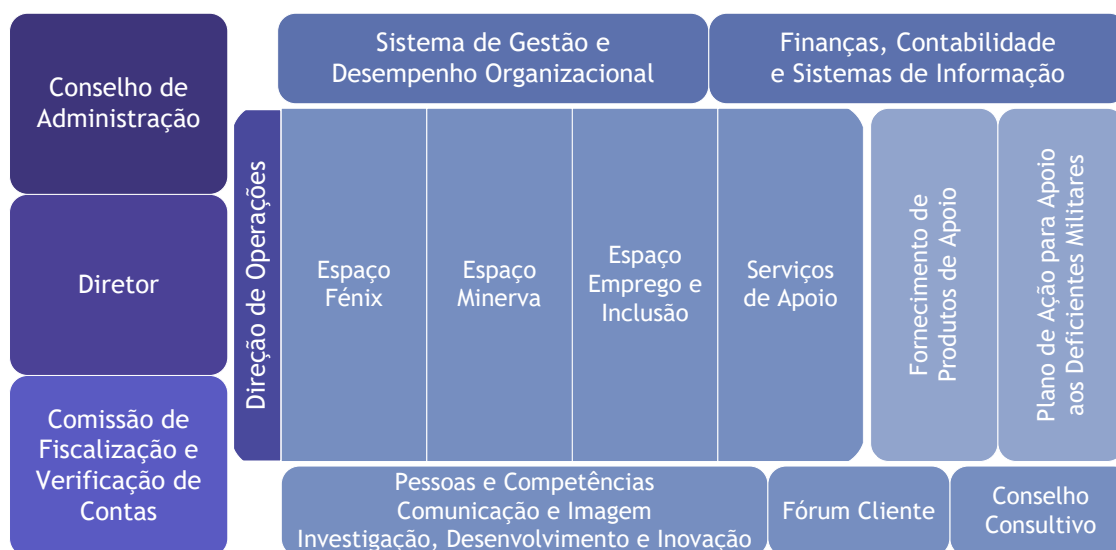 Conselho de
Administração
Diretor
Comissão de
Fiscalização e
Verificação de
Contas
Sistema de Gestão e
Desempenho Organizacional
Finanças, Contabilidade
e Sistemas de Informação
Direção de Operações
Espaço
Fénix
Espaço
Minerva
Espaço
Emprego e
Inclusão
Serviços
de Apoio
Fornecimento de
Produtos de Apoio
Plano de Ação para Apoio
aos Deficientes Militares
Pessoas e Competências
Comunicação e Imagem
Investigação, Desenvolvimento e Inovação
Fórum Cliente
Conselho
Consultivo